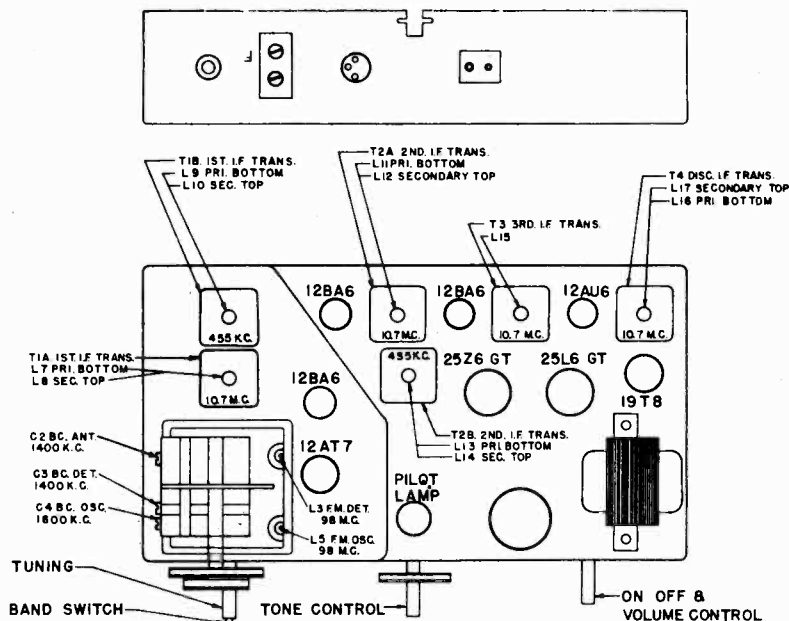 T1B. 1ST. I.F TRANS.
L9 PRI. BOTTOM
L10 SEC. TOP
T2A 2ND. I.F TRANS.
L11 PRI. BOTTOM
L12 SECONDARY TOP
T3 3RD. I.F TRANS.
L15
T4 DISC. I.F TRANS.
L17 SECONDARY TOP
L16 PRI. BOTTOM
12BA6
12BA6
12AU6
455 K.C.
10.7 M.C.
10.7 M.C.
10.7 M.C.
T1A. 1ST. I.F TRANS.
L7 PRI. BOTTOM
L8 SEC. TOP
10.7 M.C.
12BA6
455 K.C.
25Z6 GT
25L6 GT
19T8
C2 BC. ANT.
1400 K.C.
C3 BC. DET.
1400 K.C.
C4 BC. OSC.
1600 K.C.
12AT7
T2B. 2ND. I.F TRANS.
L13 PRI. BOTTOM
L14 SEC. TOP
L3 F.M. DET.
98 M.C.
L5 F.M. OSC.
98 M.C.
PILOT
LAMP
TUNING
BAND SWITCH
TONE CONTROL
ON OFF &
VOLUME CONTROL